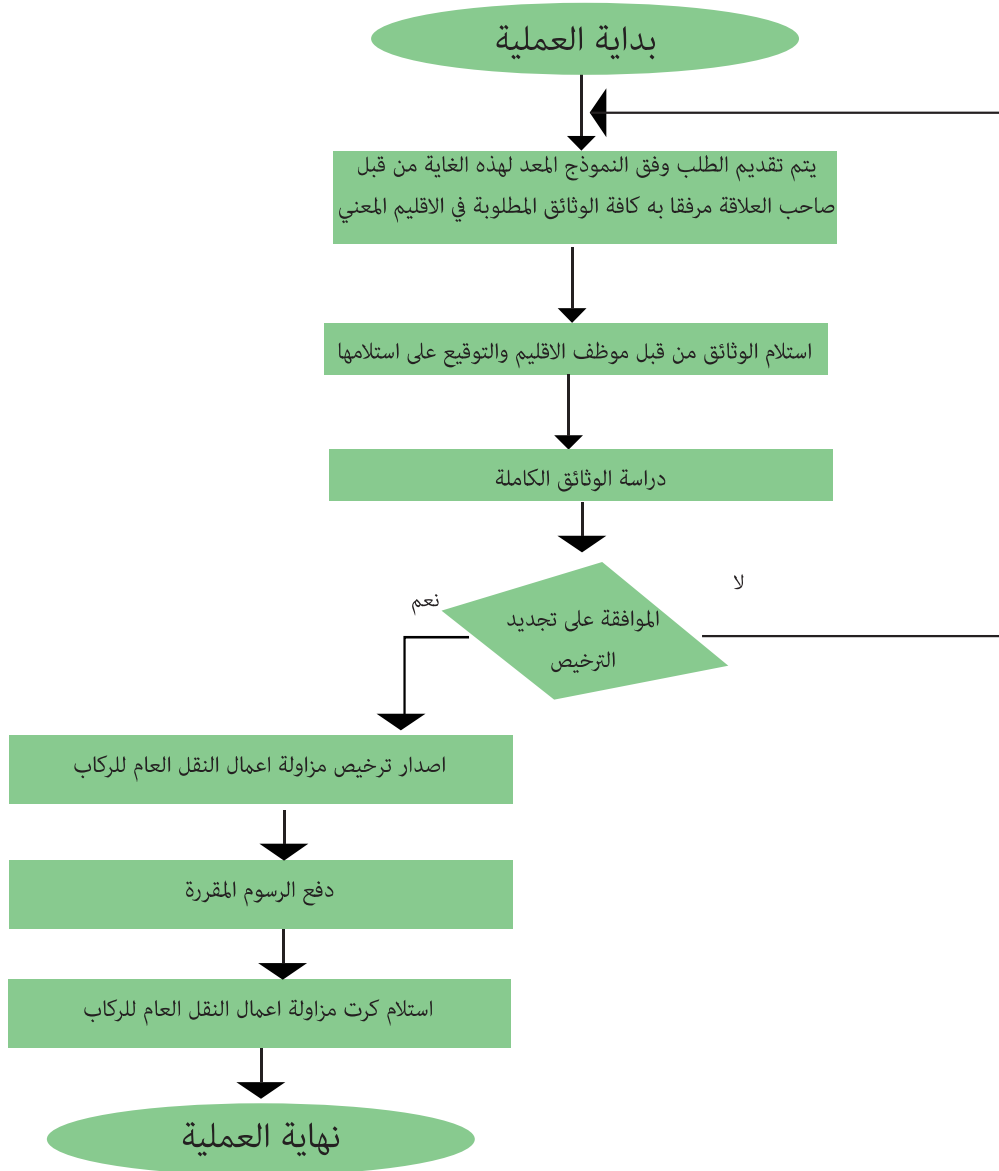 بداية العملية
يتم تقديم الطلب وفق النموذج المعد لهذه الغاية من قبل
صاحب العلاقة مرفقا به كافة الوثائق المطلوبة في الاقليم المعني
استلام الوثائق من قبل موظف الاقليم والتوقيع على استلامها
دراسة الوثائق الكاملة
لا
نعم
الموافقة على تجديد
الترخيص
اصدار ترخيص مزاولة اعمال النقل العام للركاب
دفع الرسوم المقررة
استلام كرت مزاولة اعمال النقل العام للركاب
نهاية العملية